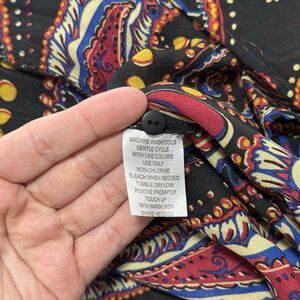 MACHINE WASH COLD
GENTLE CYCLE
WITH LIKE COLORS
USE ONLY
NON-CHLORINE
BLEACH WHEN NEEDED
TUMBLE DRY LOW
REMOVE PROMPTLY
TOUCH UP
WITH WARM IRON
WHERE NEEDED